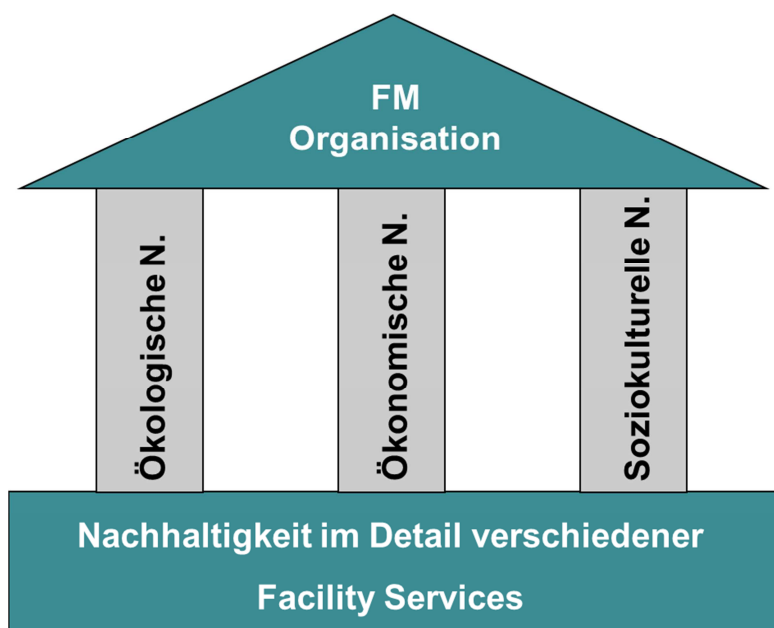 FM
Organisation
Ökologische N.
Ökonomische N.
Soziokulturelle N.
Nachhaltigkeit im Detail verschiedener
Facility Services